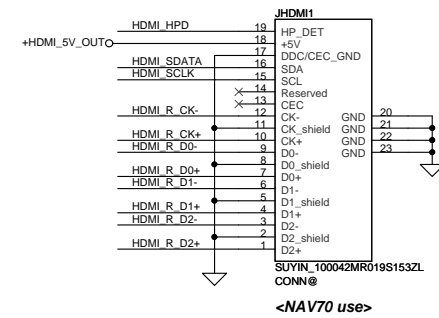 JHDMI1
HDMI_HPD 19 HP_DET
+HDMI_5V_OUT 18 +5V
17 DDC/CEC_GND
HDMI_SDATA 16 SDA
HDMI_SCLK 15 SCL
14 Reserved
13 CEC
HDMI_R_CK- 12 CK- GND 20
11 CK_shield GND 21
HDMI_R_CK+ 10 CK+ GND 22
HDMI_R_D0- 9 D0- GND 23
8 D0_shield
HDMI_R_D0+ 7 D0+
HDMI_R_D1- 6 D1-
5 D1_shield
HDMI_R_D1+ 4 D1+
HDMI_R_D2- 3 D2-
2 D2_shield
HDMI_R_D2+ 1 D2+
SUYIN_100042MR019S153ZL
CONN@
<NAV70 use>